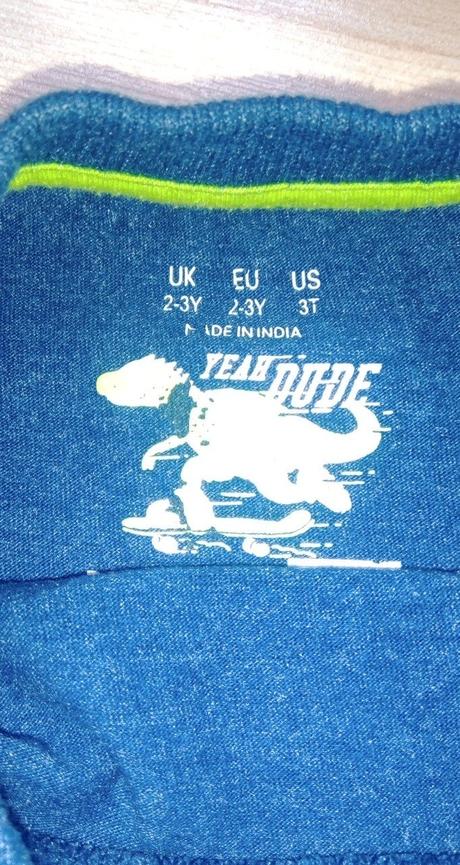 UK EU US
2-3Y 2-3Y 3T
MADE IN INDIA
YEAH DUDE